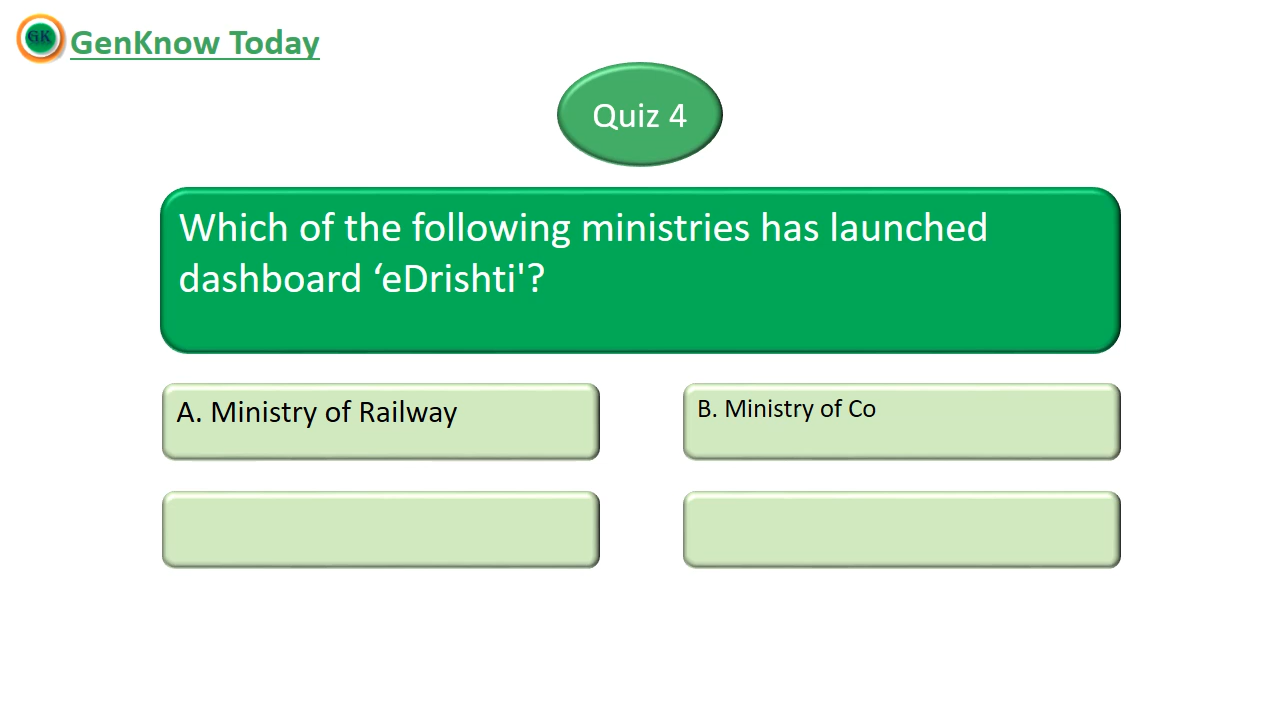 GK
GenKnow Today
Quiz 4
Which of the following ministries has launched
dashboard ‘eDrishti'?
A. Ministry of Railway
B. Ministry of Co